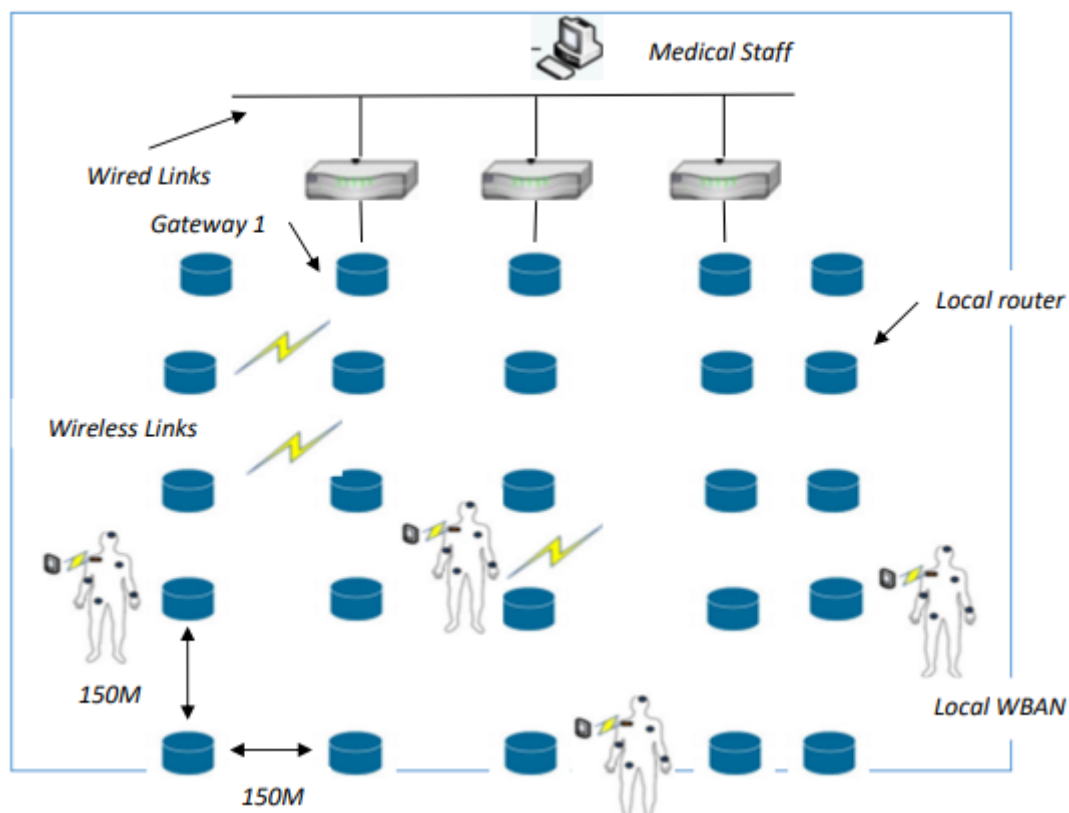 Medical Staff
Wired Links
Gateway 1
Local router
Wireless Links
150M
Local WBAN
150M